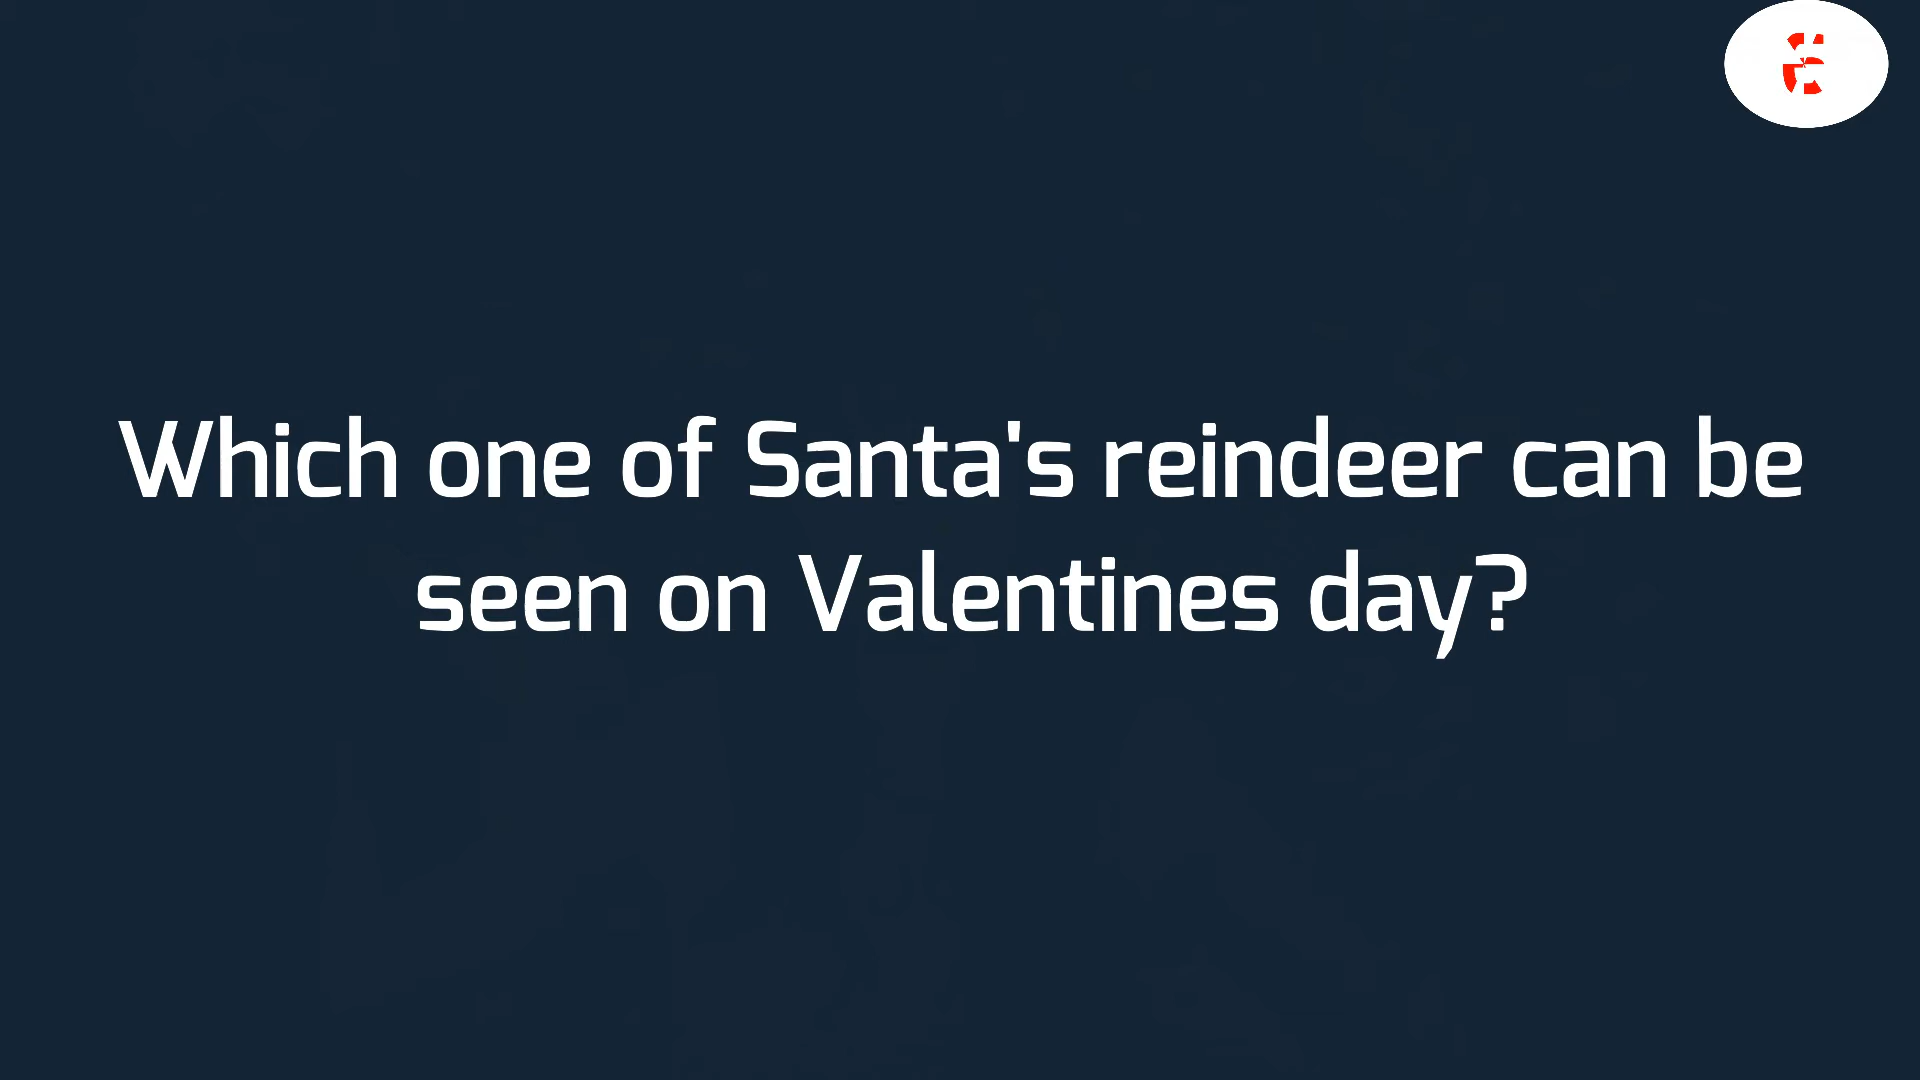 Which one of Santa's reindeer can be
seen on Valentines day?